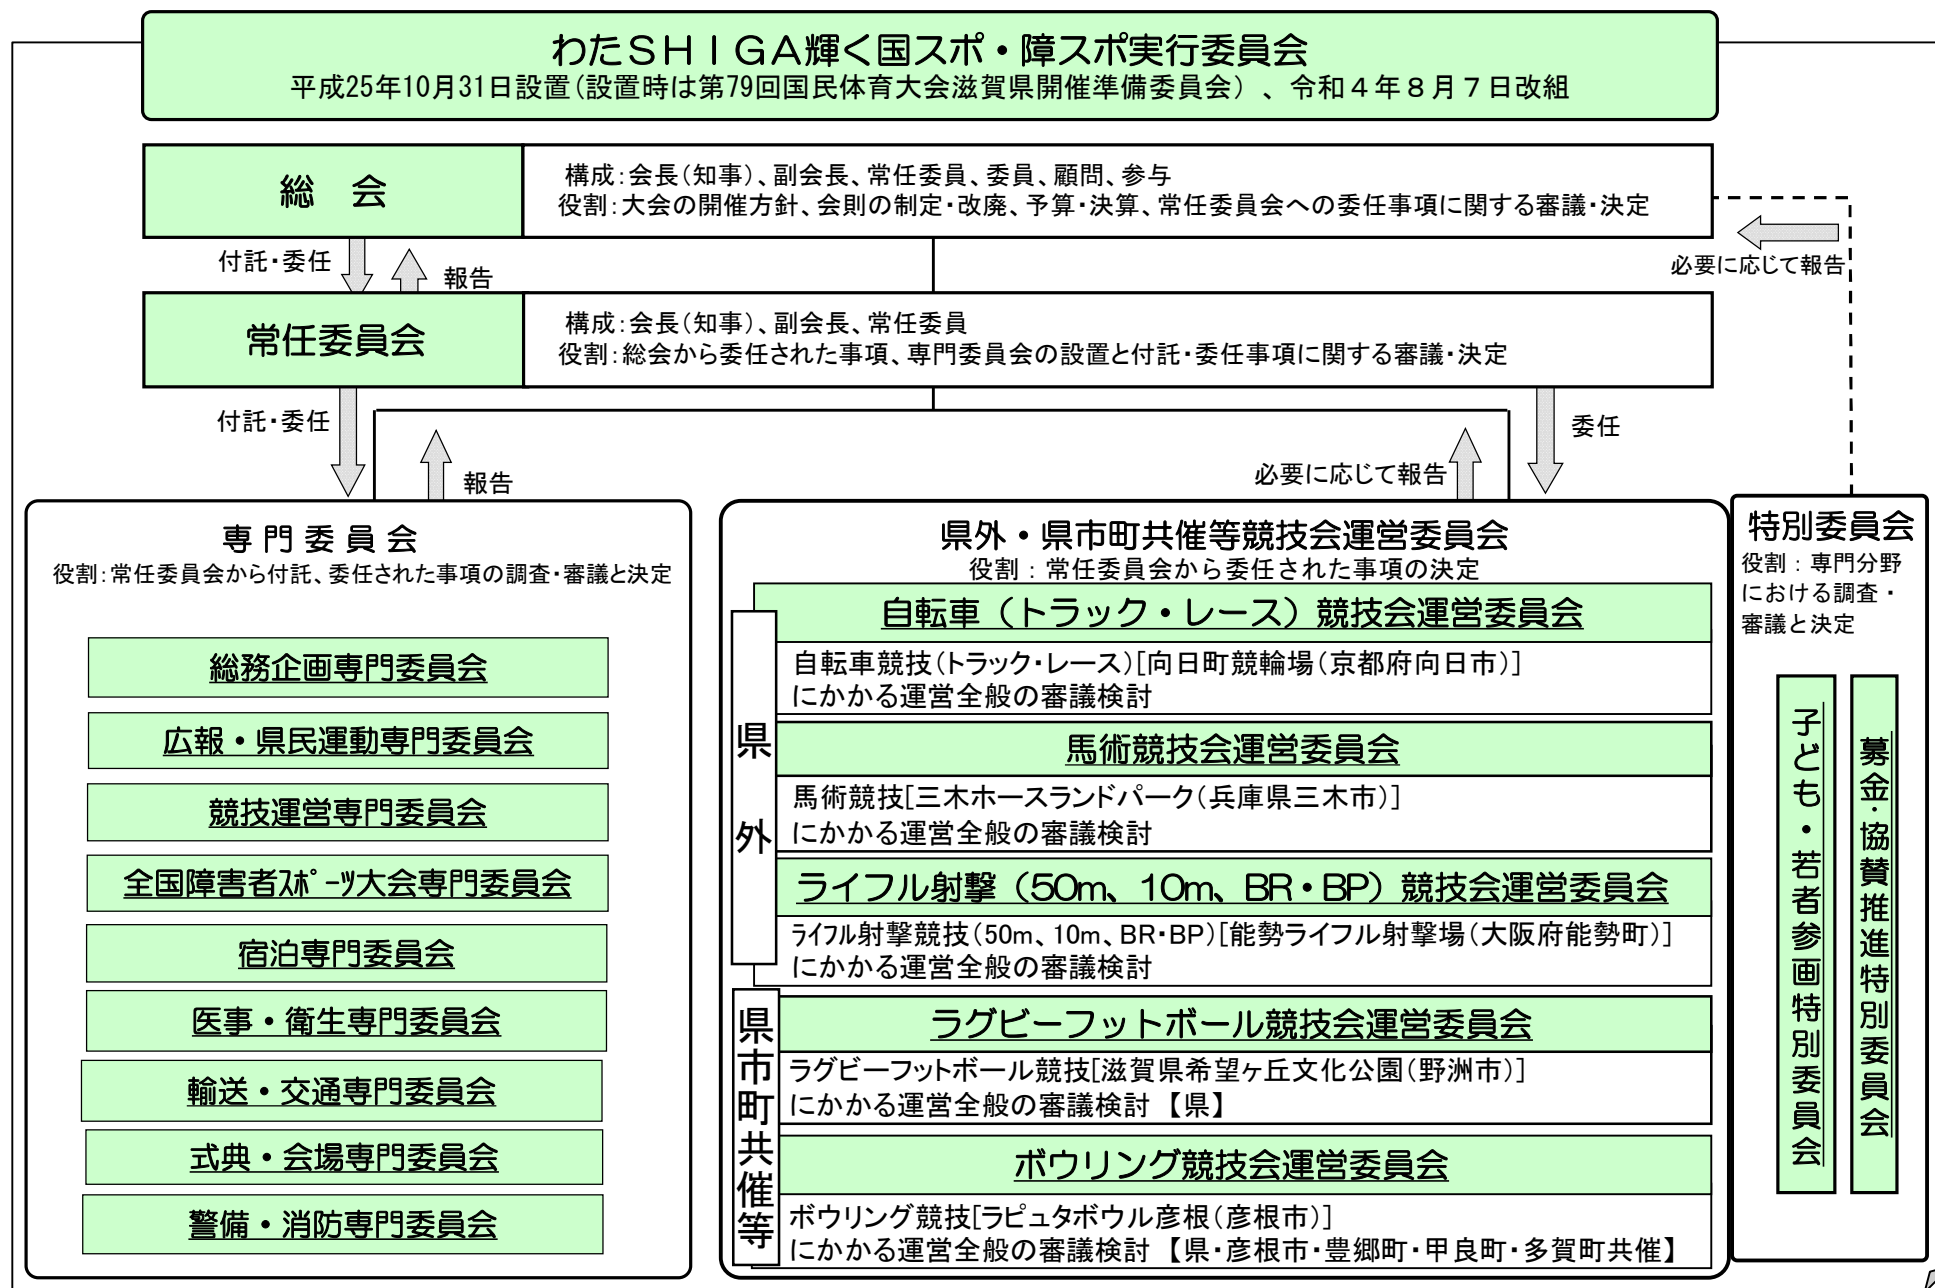 わたSHIGA輝く国スポ・障スポ実行委員会
平成25年10月31日設置(設置時は第79回国民体育大会滋賀県開催準備委員会)、令和４年８月７日改組
総　会
構成：会長(知事)、副会長、常任委員、委員、顧問、参与
役割：大会の開催方針、会則の制定・改廃、予算・決算、常任委員会への委任事項に関する審議・決定
付託・委任
報告
必要に応じて報告
常任委員会
構成：会長(知事)、副会長、常任委員
役割：総会から委任された事項、専門委員会の設置と付託・委任事項に関する審議・決定
付託・委任
報告
必要に応じて報告
委任
専 門 委 員 会
役割：常任委員会から付託、委任された事項の調査・審議と決定
総務企画専門委員会
広報・県民運動専門委員会
競技運営専門委員会
全国障害者ｽﾎﾟｰﾂ大会専門委員会
宿泊専門委員会
医事・衛生専門委員会
輸送・交通専門委員会
式典・会場専門委員会
警備・消防専門委員会
県外・県市町共催等競技会運営委員会
役割：常任委員会から委任された事項の決定
県外
自転車（トラック・レース）競技会運営委員会
自転車競技(トラック・レース)[向日町競輪場(京都府向日市)]
にかかる運営全般の審議検討
馬術競技会運営委員会
馬術競技[三木ホースランドパーク(兵庫県三木市)]
にかかる運営全般の審議検討
ライフル射撃（50m、10m、BR・BP）競技会運営委員会
ﾗｲﾌﾙ射撃競技(50m、10m、BR・BP)[能勢ライフル射撃場(大阪府能勢町)]
にかかる運営全般の審議検討
県市町共催等
ラグビーフットボール競技会運営委員会
ラグビーフットボール競技[滋賀県希望ヶ丘文化公園(野洲市)]
にかかる運営全般の審議検討【県】
ボウリング競技会運営委員会
ボウリング競技[ラピュタボウル彦根(彦根市)]
にかかる運営全般の審議検討【県・彦根市・豊郷町・甲良町・多賀町共催】
特別委員会
役割：専門分野
における調査・
審議と決定
募金・協賛推進特別委員会
子ども・若者参画特別委員会